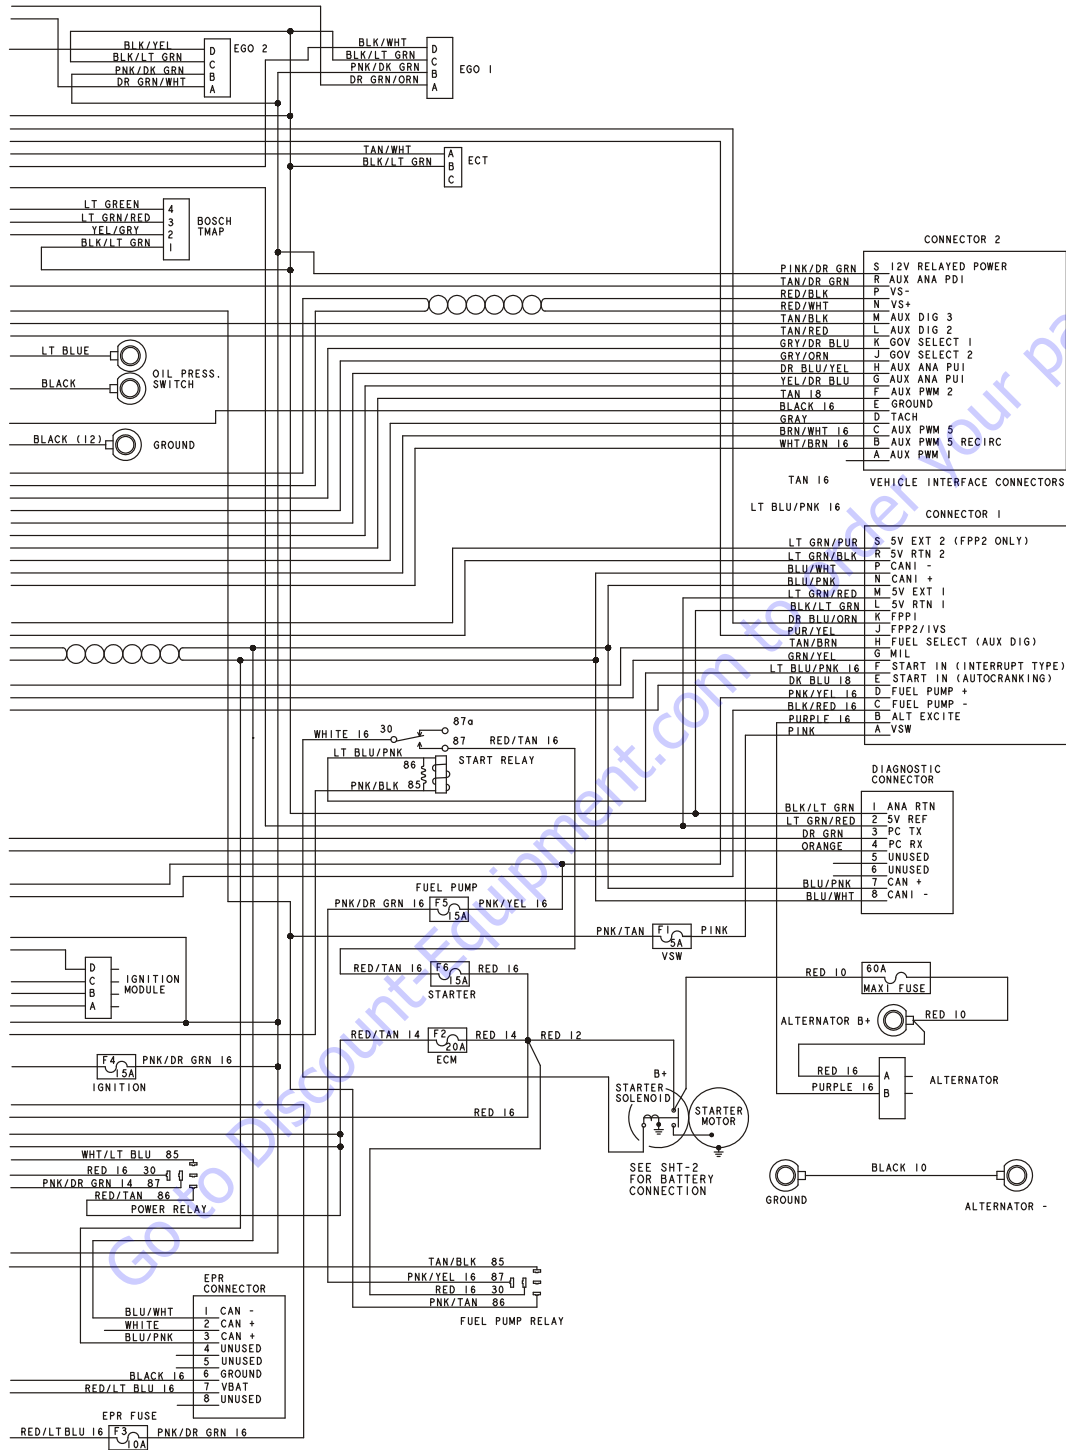 BLK/YEL
BLK/LT GRN
PNK/DK GRN
DR GRN/WHT
D
C
B
A
EGO 2
BLK/WHT
BLK/LT GRN
PNK/DK GRN
DR GRN/ORN
D
C
B
A
EGO 1
TAN/WHT
BLK/LT GRN
A
B
C
ECT
LT GREEN
LT GRN/RED
YEL/GRY
BLK/LT GRN
4
3
2
1
BOSCH
TMAP
LT BLUE
BLACK
OIL PRESS.
SWITCH
BLACK (12)
GROUND
CONNECTOR 2
PINK/DR GRN S 12V RELAYED POWER
TAN/DR GRN R AUX ANA PD1
RED/BLK P VS-
RED/WHT N VS+
TAN/BLK M AUX DIG 3
TAN/RED L AUX DIG 2
GRY/DR BLU K GOV SELECT 1
GRY/ORN J GOV SELECT 2
DR BLU/YEL H AUX ANA PU1
YEL/DR BLU G AUX ANA PU1
TAN 18 F AUX PWM 2
BLACK 16 E GROUND
GRAY D TACH
BRN/WHT 16 C AUX PWM 5
WHT/BRN 16 B AUX PWM 5 RECIRC
A AUX PWM 1
TAN 16
VEHICLE INTERFACE CONNECTORS
LT BLU/PNK 16
CONNECTOR 1
LT GRN/PUR S 5V EXT 2 (FPP2 ONLY)
LT GRN/BLK R 5V RTN 2
BLU/WHT P CAN1 -
BLU/PNK N CAN1 +
LT GRN/RED M 5V EXT 1
BLK/LT GRN L 5V RTN 1
DR BLU/ORN K FPP1
PUR/YEL J FPP2/IVS
TAN/BRN H FUEL SELECT (AUX DIG)
GRN/YEL G MIL
LT BLU/PNK 16 F START IN (INTERRUPT TYPE)
DK BLU 18 E START IN (AUTOCRANKING)
PNK/YEL 16 D FUEL PUMP +
BLK/RED 16 C FUEL PUMP -
PURPLE 16 B ALT EXCITE
PINK A VSW
WHITE 16 30
87a
87
RED/TAN 16
LT BLU/PNK
86
START RELAY
PNK/BLK 85
DIAGNOSTIC
CONNECTOR
BLK/LT GRN 1 ANA RTN
LT GRN/RED 2 5V REF
DR GRN 3 PC TX
ORANGE 4 PC RX
5 UNUSED
6 UNUSED
BLU/PNK 7 CAN +
BLU/WHT 8 CAN1 -
FUEL PUMP
PNK/DR GRN 16 F5 15A PNK/YEL 16
PNK/TAN F1 5A PINK
VSW
RED/TAN 16 F6 15A RED 16
STARTER
RED/TAN 14 F2 20A RED 14
ECM
RED 12
RED 10
60A
MAXI FUSE
ALTERNATOR B+
RED 10
RED 16 A
PURPLE 16 B
ALTERNATOR
D
C
B
A
IGNITION
MODULE
F4 15A PNK/DR GRN 16
IGNITION
RED 16
B+
STARTER
SOLENOID
STARTER
MOTOR
SEE SHT-2
FOR BATTERY
CONNECTION
GROUND
BLACK 10
ALTERNATOR -
WHT/LT BLU 85
RED 16 30
PNK/DR GRN 14 87
RED/TAN 86
POWER RELAY
TAN/BLK 85
PNK/YEL 16 87
RED 16 30
PNK/TAN 86
FUEL PUMP RELAY
EPR
CONNECTOR
BLU/WHT 1 CAN -
WHITE 2 CAN +
BLU/PNK 3 CAN +
4 UNUSED
5 UNUSED
BLACK 16 6 GROUND
RED/LT BLU 16 7 VBAT
8 UNUSED
EPR FUSE
RED/LTBLU 16 F3 10A PNK/DR GRN 16
Go to Discount-Equipment.com to order your pa